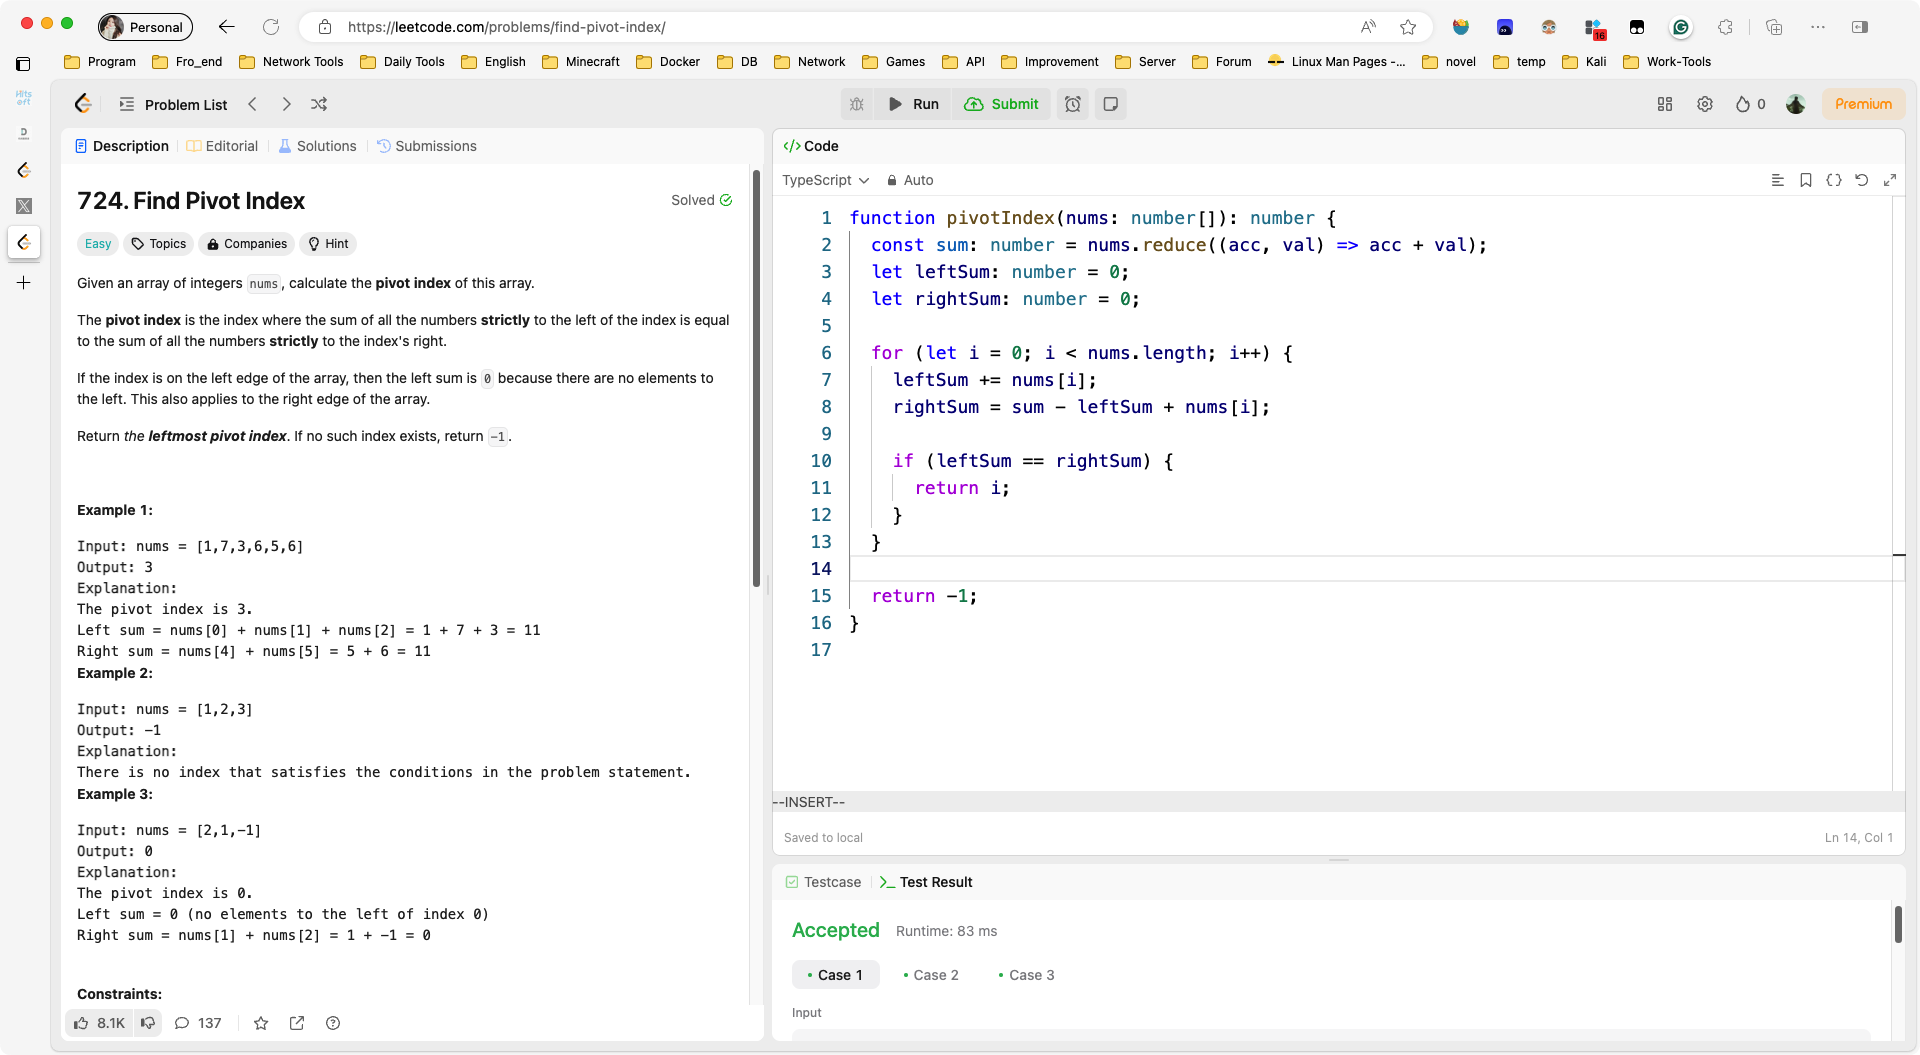 Personal
https://leetcode.com/problems/find-pivot-index/
16
Program Fro_end Network Tools Daily Tools English Minecraft Docker DB Network Games API Improvement Server Forum Linux Man Pages -... novel temp Kali Work-Tools
Hits
oft
D
Problem List
Run
Submit
0
Premium
Description
Editorial
Solutions
Submissions
724. Find Pivot Index
Solved
Easy
Topics
Companies
Hint
Given an array of integers nums, calculate the pivot index of this array.
The pivot index is the index where the sum of all the numbers strictly to the left of the index is equal
to the sum of all the numbers strictly to the index's right.
If the index is on the left edge of the array, then the left sum is 0 because there are no elements to
the left. This also applies to the right edge of the array.
Return the leftmost pivot index. If no such index exists, return -1.
Example 1:
Input: nums = [1,7,3,6,5,6]
Output: 3
Explanation:
The pivot index is 3.
Left sum = nums[0] + nums[1] + nums[2] = 1 + 7 + 3 = 11
Right sum = nums[4] + nums[5] = 5 + 6 = 11
Example 2:
Input: nums = [1,2,3]
Output: -1
Explanation:
There is no index that satisfies the conditions in the problem statement.
Example 3:
Input: nums = [2,1,-1]
Output: 0
Explanation:
The pivot index is 0.
Left sum = 0 (no elements to the left of index 0)
Right sum = nums[1] + nums[2] = 1 + -1 = 0
Constraints:
8.1K
137
</> Code
TypeScript
Auto
1 function pivotIndex(nums: number[]): number {
2 const sum: number = nums.reduce((acc, val) => acc + val);
3 let leftSum: number = 0;
4 let rightSum: number = 0;
5
6 for (let i = 0; i < nums.length; i++) {
7 leftSum += nums[i];
8 rightSum = sum - leftSum + nums[i];
9
10 if (leftSum == rightSum) {
11 return i;
12 }
13 }
14
15 return -1;
16 }
17
--INSERT--
Saved to local
Ln 14, Col 1
Testcase
Test Result
Accepted
Runtime: 83 ms
Case 1
Case 2
Case 3
Input